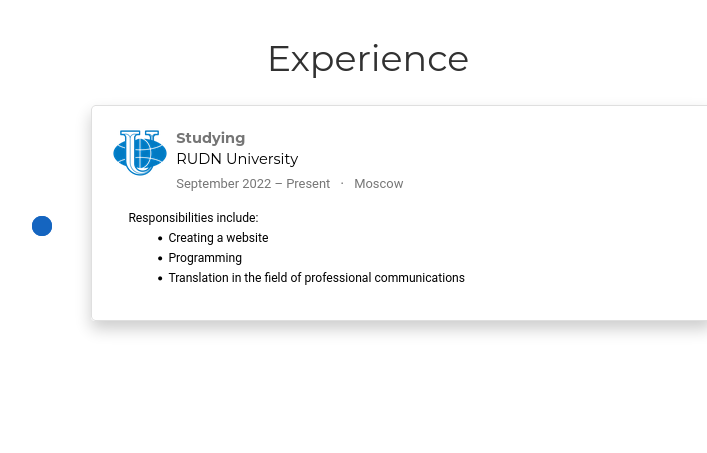 Experience
Studying
RUDN University
September 2022 – Present · Moscow
Responsibilities include:
• Creating a website
• Programming
• Translation in the field of professional communications